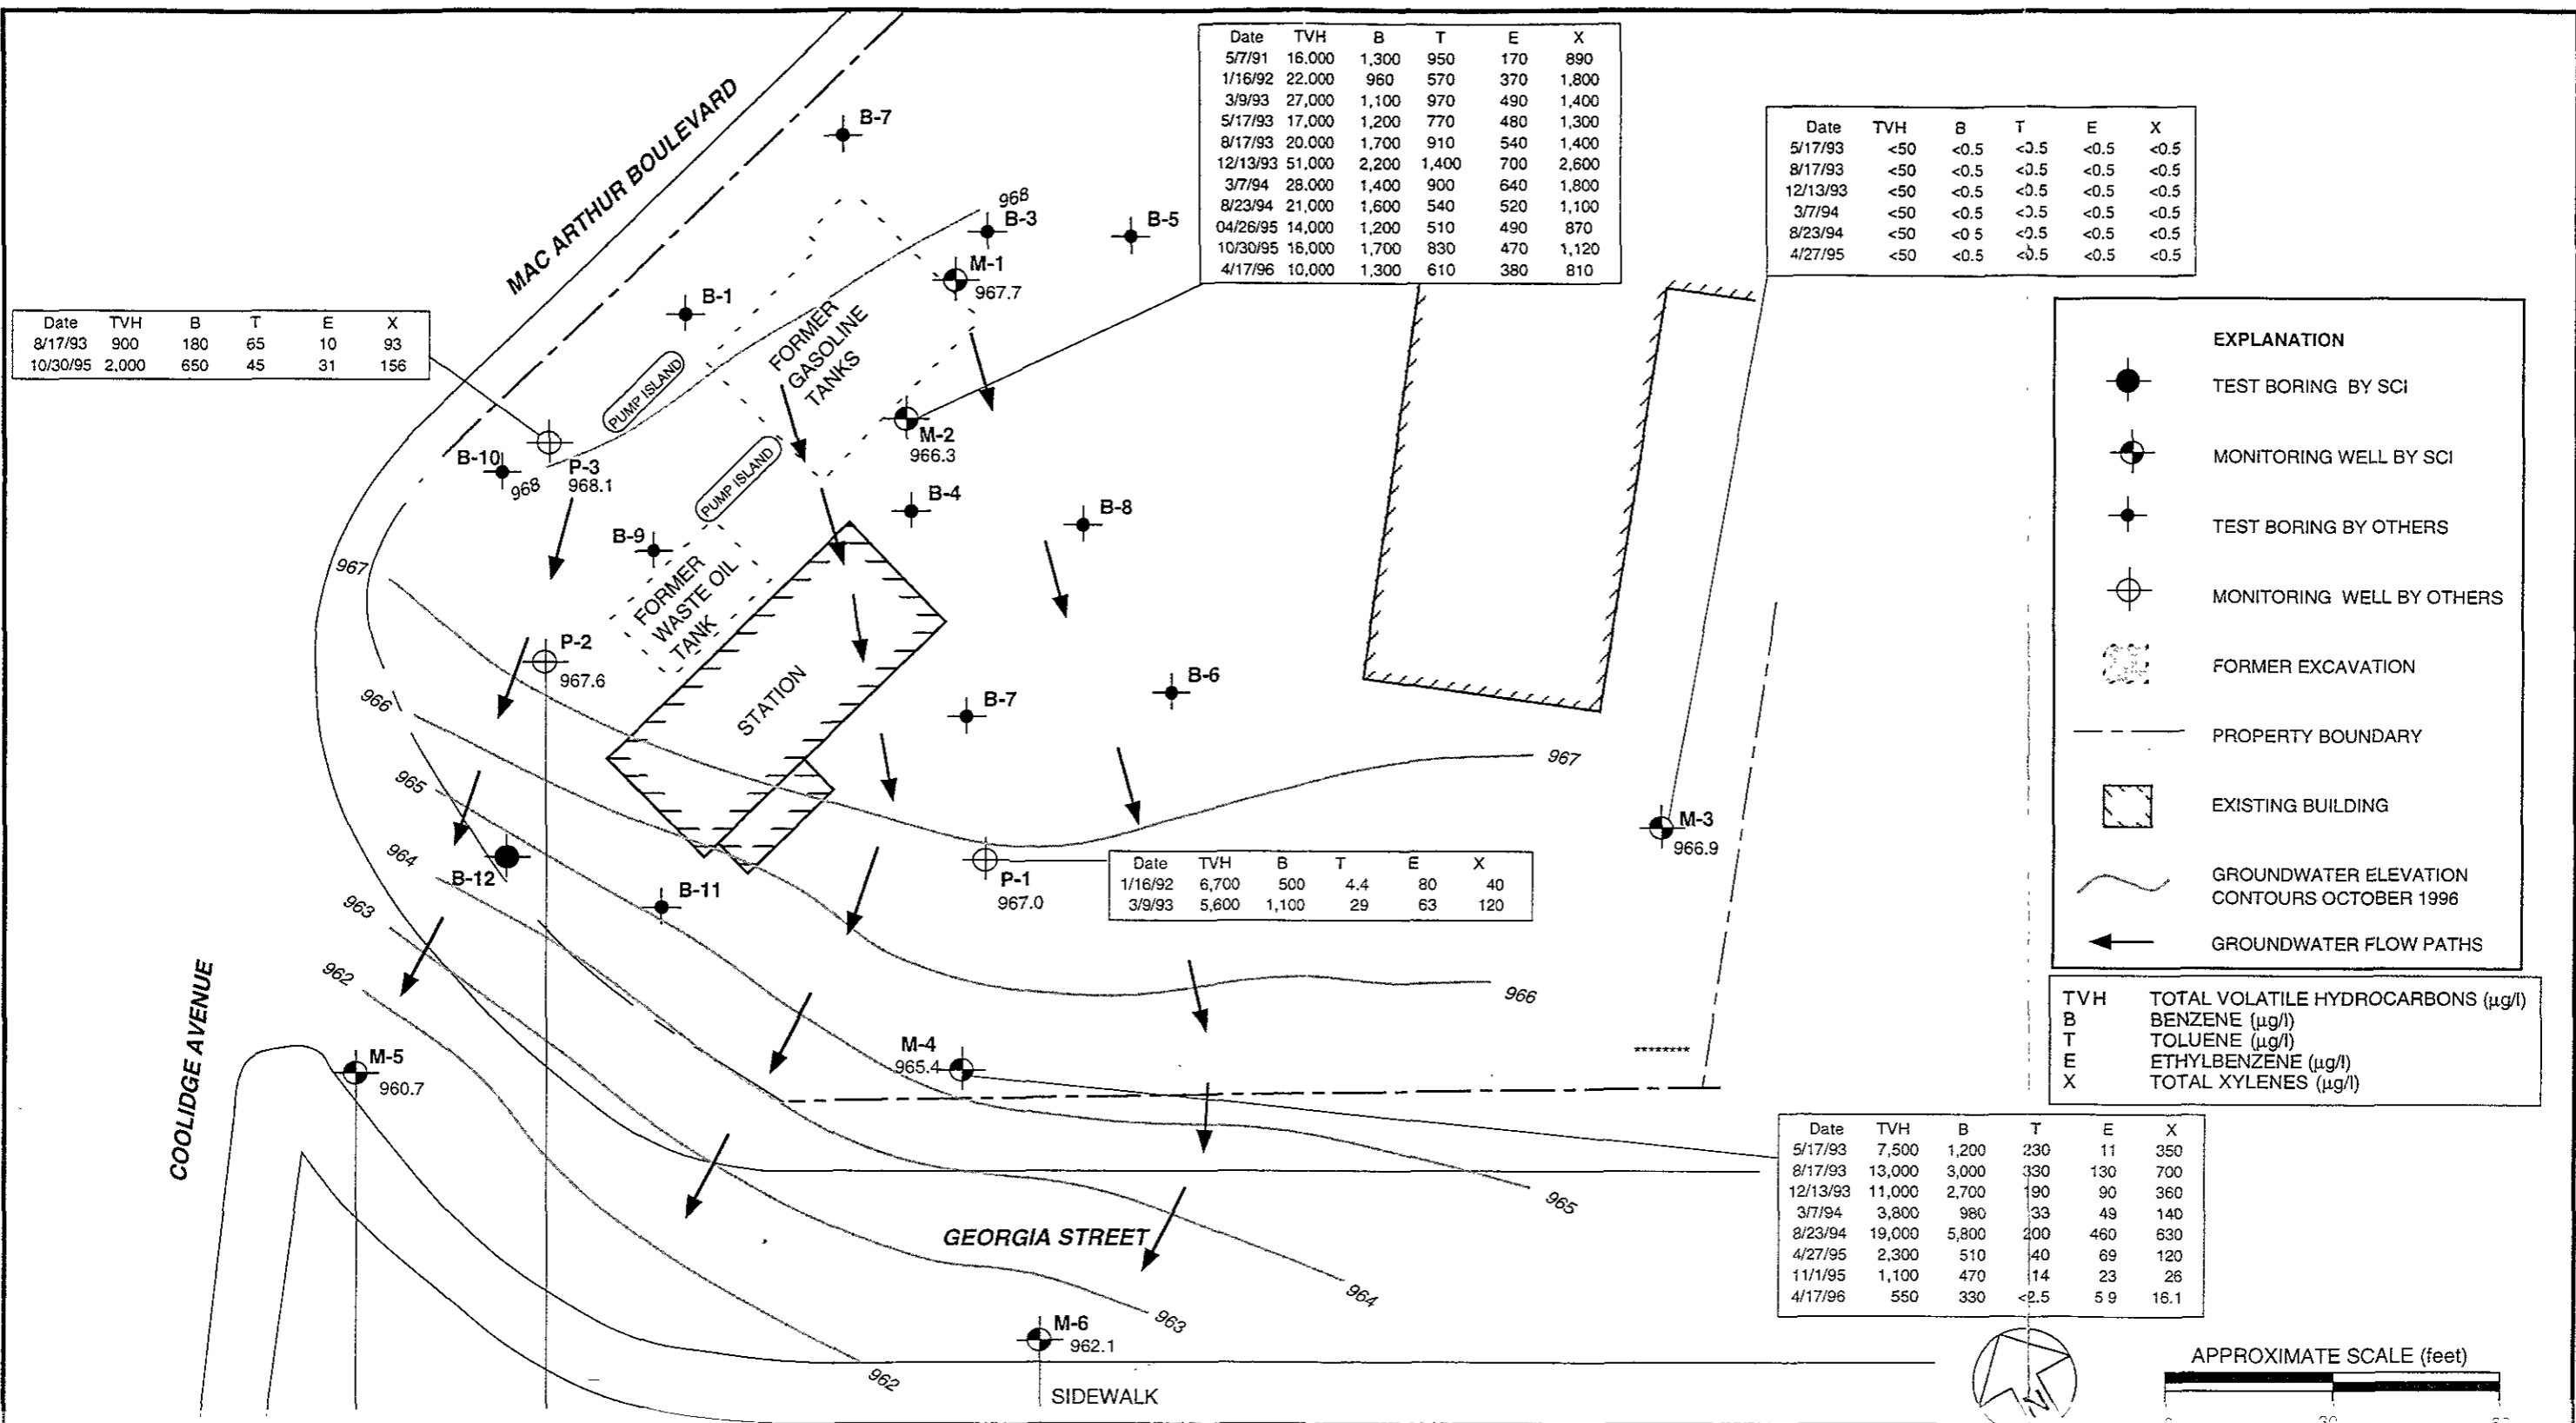 Date TVH B T E X
5/7/91 16.000 1,300 950 170 890
1/16/92 22.000 960 570 370 1,800
3/9/93 27,000 1,100 970 490 1,400
5/17/93 17,000 1,200 770 480 1,300
8/17/93 20.000 1,700 910 540 1,400
12/13/93 51,000 2,200 1,400 700 2,600
3/7/94 28.000 1,400 900 640 1,800
8/23/94 21,000 1,600 540 520 1,100
04/26/95 14,000 1,200 510 490 870
10/30/95 16,000 1,700 830 470 1,120
4/17/96 10,000 1,300 610 380 810
Date TVH B T E X
5/17/93 <50 <0.5 <0.5 <0.5 <0.5
8/17/93 <50 <0.5 <0.5 <0.5 <0.5
12/13/93 <50 <0.5 <0.5 <0.5 <0.5
3/7/94 <50 <0.5 <0.5 <0.5 <0.5
8/23/94 <50 <0 5 <0.5 <0.5 <0.5
4/27/95 <50 <0.5 <0.5 <0.5 <0.5
MAC ARTHUR BOULEVARD
B-7
968
B-3
B-5
M-1
967.7
B-1
Date TVH B T E X
8/17/93 900 180 65 10 93
10/30/95 2,000 650 45 31 156
FORMER
GASOLINE
TANKS
PUMP ISLAND
PUMP ISLAND
M-2
966.3
B-10
968
P-3
968.1
B-4
B-8
B-9
967
FORMER
WASTE OIL
TANK
P-2
967.6
STATION
B-7
B-6
966
967
965
M-3
966.9
964
B-12
B-11
P-1
967.0
Date TVH B T E X
1/16/92 6,700 500 4.4 80 40
3/9/93 5,600 1,100 29 63 120
963
962
966
COOLIDGE AVENUE
M-5
960.7
M-4
965.4
********
965
GEORGIA STREET
964
963
M-6
962.1
962
SIDEWALK
EXPLANATION
TEST BORING BY SCI
MONITORING WELL BY SCI
TEST BORING BY OTHERS
MONITORING WELL BY OTHERS
FORMER EXCAVATION
PROPERTY BOUNDARY
EXISTING BUILDING
GROUNDWATER ELEVATION
CONTOURS OCTOBER 1996
GROUNDWATER FLOW PATHS
TVH TOTAL VOLATILE HYDROCARBONS (µg/l)
B BENZENE (µg/l)
T TOLUENE (µg/l)
E ETHYLBENZENE (µg/l)
X TOTAL XYLENES (µg/l)
Date TVH B T E X
5/17/93 7,500 1,200 230 11 350
8/17/93 13,000 3,000 330 130 700
12/13/93 11,000 2,700 190 90 360
3/7/94 3,800 980 33 49 140
8/23/94 19,000 5,800 200 460 630
4/27/95 2,300 510 40 69 120
11/1/95 1,100 470 14 23 26
4/17/96 550 330 <2.5 5 9 16.1
N
APPROXIMATE SCALE (feet)